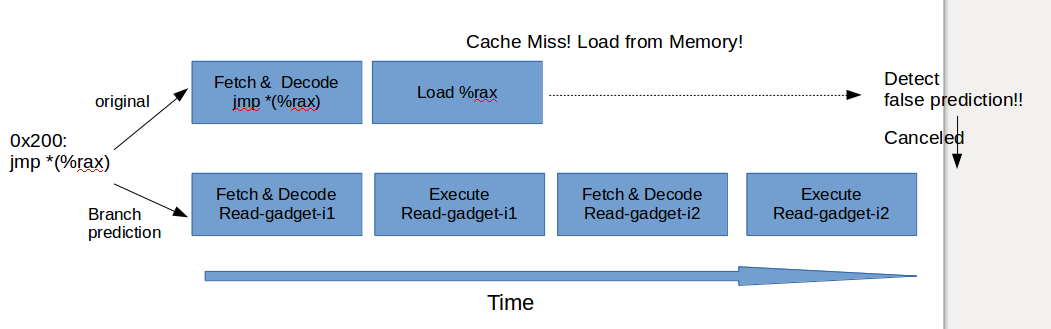 Cache Miss! Load from Memory!
Fetch & Decode
jmp *(%rax)
Load %rax
Detect
false prediction!!
original
0x200:
jmp *(%rax)
Canceled
Fetch & Decode
Read-gadget-i1
Execute
Read-gadget-i1
Fetch & Decode
Read-gadget-i2
Execute
Read-gadget-i2
Branch
prediction
Time